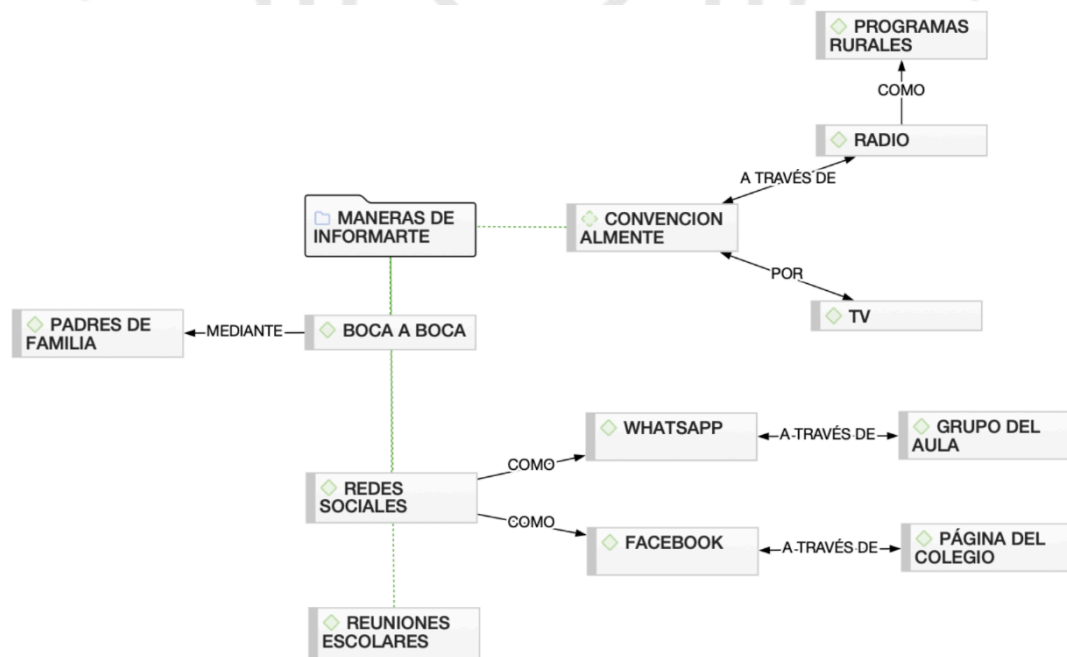 PROGRAMAS
RURALES
COMO
RADIO
A TRAVÉS DE
MANERAS DE
INFORMARTE
CONVENCION
ALMENTE
POR
TV
PADRES DE
FAMILIA
MEDIANTE
BOCA A BOCA
WHATSAPP
A TRAVÉS DE
GRUPO DEL
AULA
COMO
REDES
SOCIALES
COMO
FACEBOOK
A TRAVÉS DE
PÁGINA DEL
COLEGIO
REUNIONES
ESCOLARES